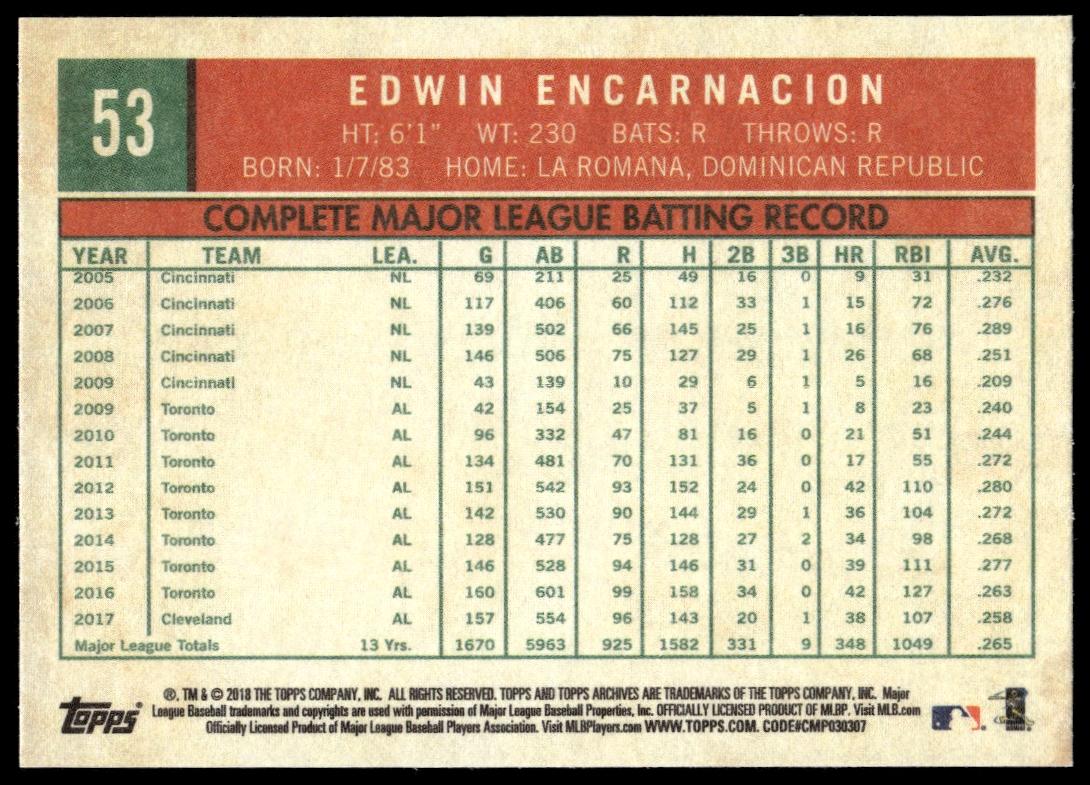 53
EDWIN ENCARNACION
HT: 6'1" WT: 230 BATS: R THROWS: R
BORN: 1/7/83 HOME: LA ROMANA, DOMINICAN REPUBLIC
COMPLETE MAJOR LEAGUE BATTING RECORD
YEAR TEAM LEA. G AB R H 2B 3B HR RBI AVG.
2005 Cincinnati NL 69 211 25 49 16 0 9 31 .232
2006 Cincinnati NL 117 406 60 112 33 1 15 72 .276
2007 Cincinnati NL 139 502 66 145 25 1 16 76 .289
2008 Cincinnati NL 146 506 75 127 29 1 26 68 .251
2009 Cincinnati NL 43 139 10 29 6 1 5 16 .209
2009 Toronto AL 42 154 25 37 5 1 8 23 .240
2010 Toronto AL 96 332 47 81 16 0 21 51 .244
2011 Toronto AL 134 481 70 131 36 0 17 55 .272
2012 Toronto AL 151 542 93 152 24 0 42 110 .280
2013 Toronto AL 142 530 90 144 29 1 36 104 .272
2014 Toronto AL 128 477 75 128 27 2 34 98 .268
2015 Toronto AL 146 528 94 146 31 0 39 111 .277
2016 Toronto AL 160 601 99 158 34 0 42 127 .263
2017 Cleveland AL 157 554 96 143 20 1 38 107 .258
Major League Totals 13 Yrs. 1670 5963 925 1582 331 9 348 1049 .265
Topps
®, TM & © 2018 THE TOPPS COMPANY, INC. ALL RIGHTS RESERVED. TOPPS AND TOPPS ARCHIVES ARE TRADEMARKS OF THE TOPPS COMPANY, INC. Major
League Baseball trademarks and copyrights are used with permission of Major League Baseball Properties, Inc. OFFICIALLY LICENSED PRODUCT OF MLBP. Visit MLB.com
Officially Licensed Product of Major League Baseball Players Association. Visit MLBPlayers.com WWW.TOPPS.COM. CODE#CMP030307